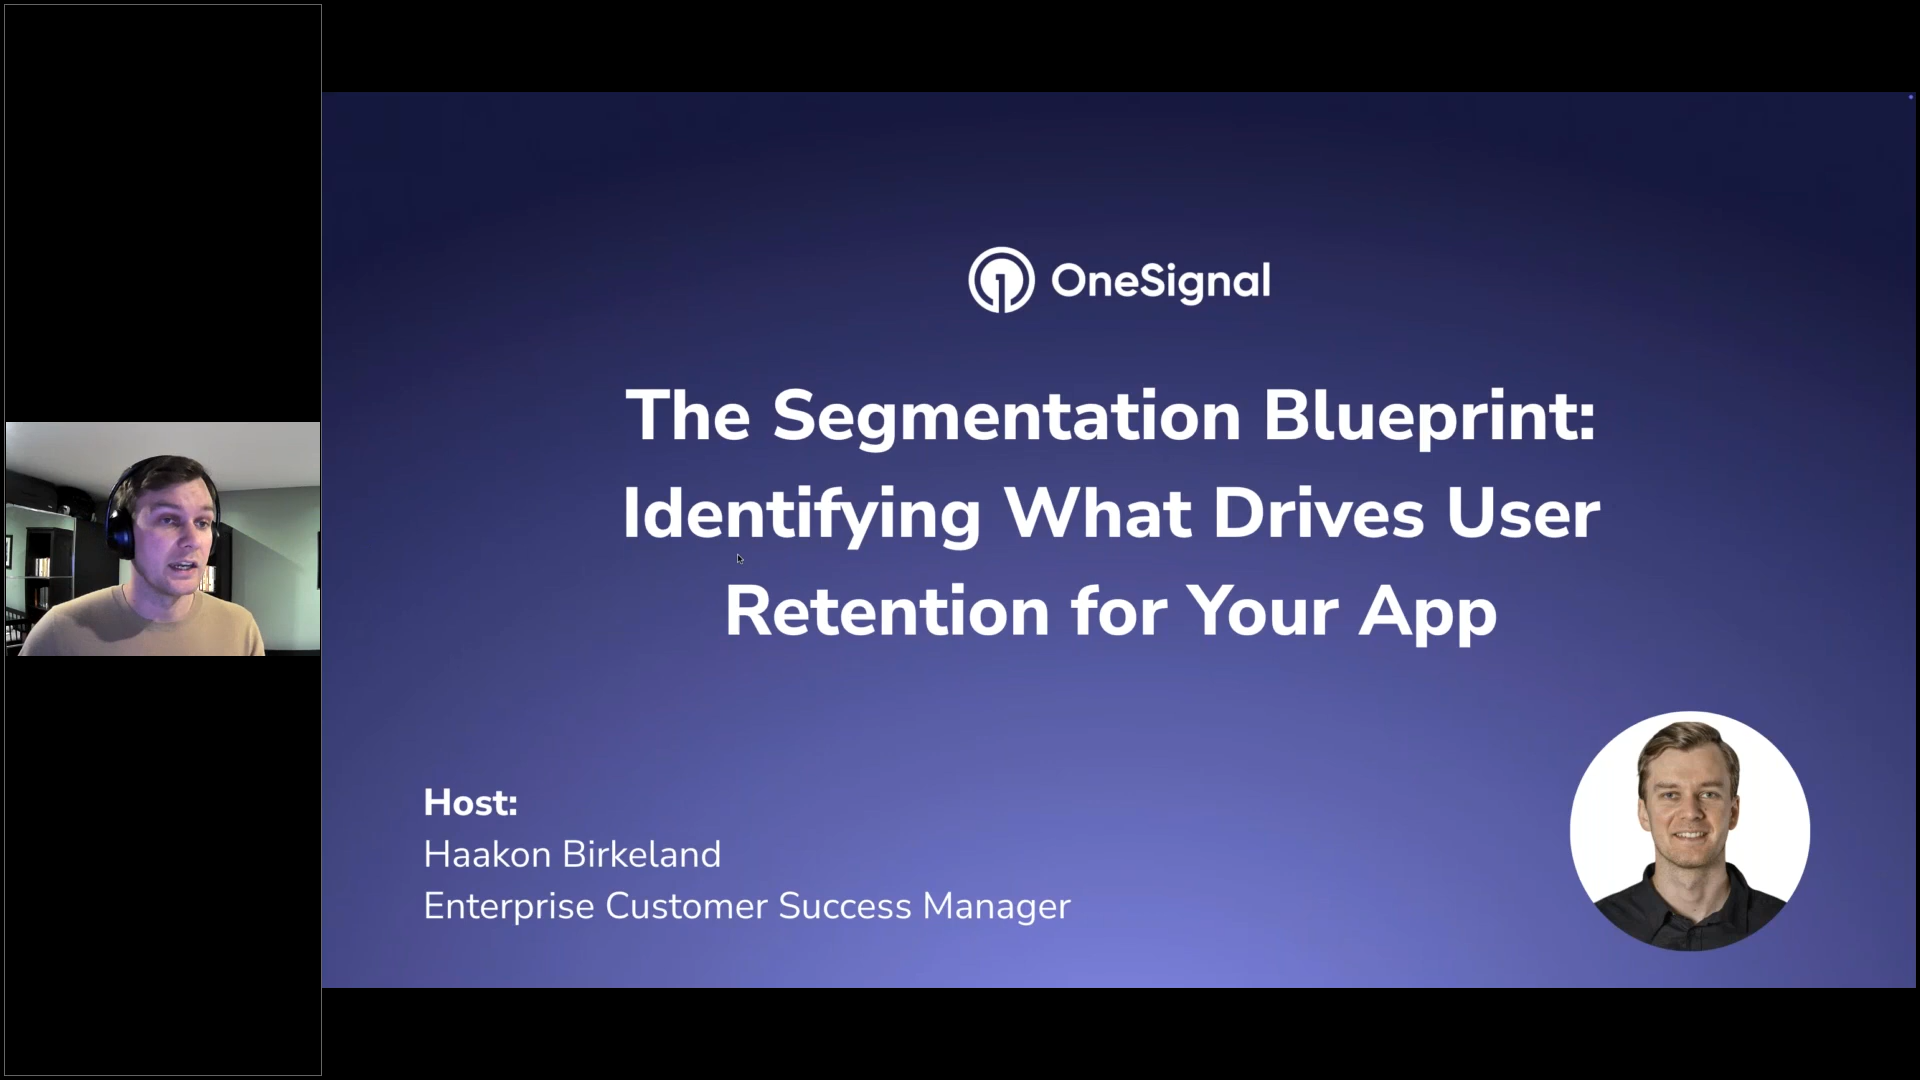 OneSignal
The Segmentation Blueprint:
Identifying What Drives User
Retention for Your App
Host:
Haakon Birkeland
Enterprise Customer Success Manager